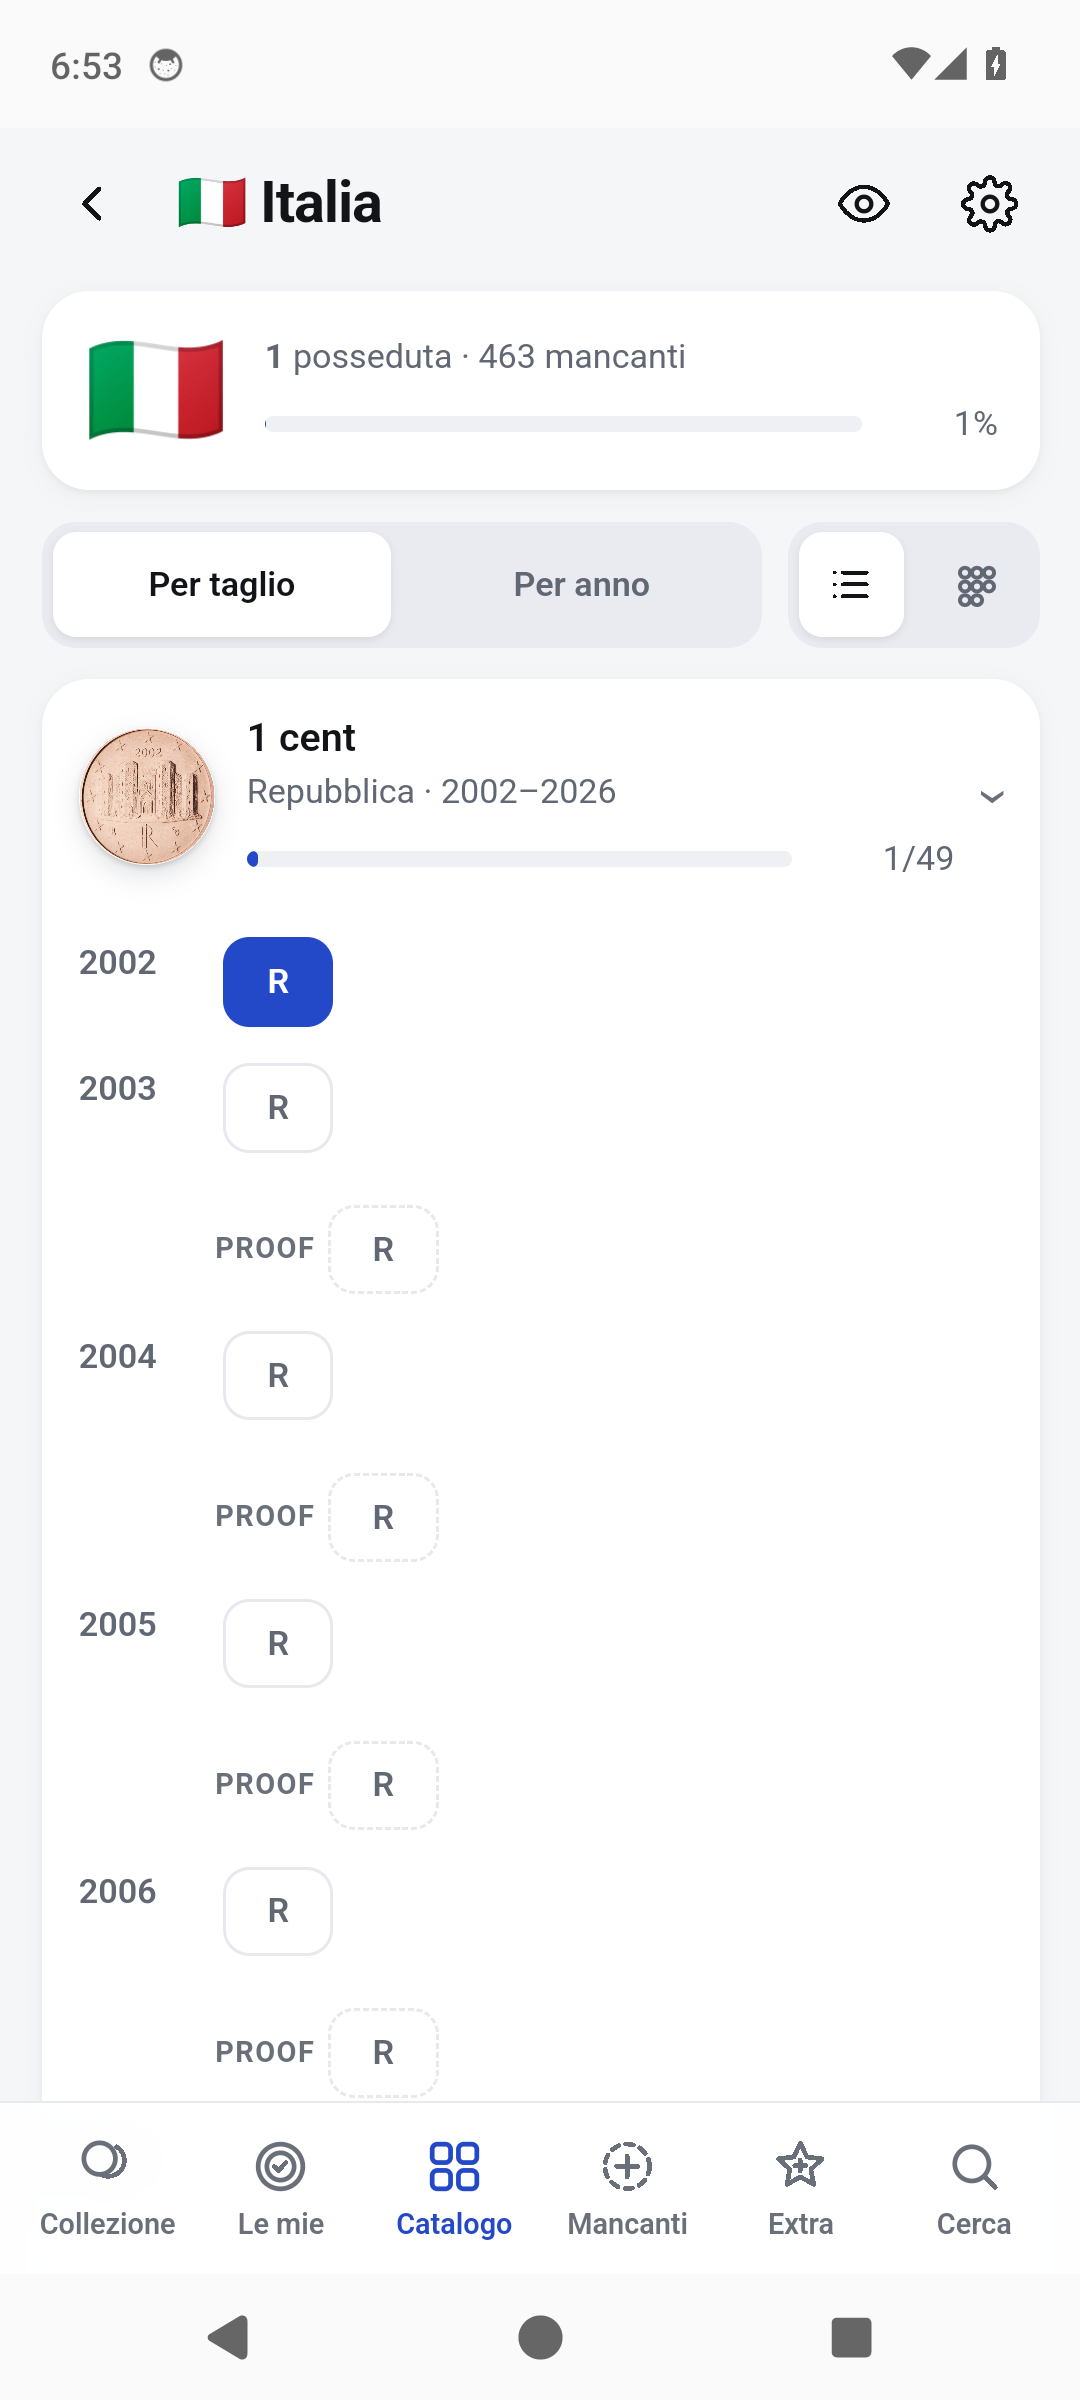 6:53
Italia
1 posseduta · 463 mancanti
1%
Per taglio
Per anno
1 cent
Repubblica · 2002–2026
1/49
2002
R
2003
R
PROOF
R
2004
R
PROOF
R
2005
R
PROOF
R
2006
R
PROOF
R
Collezione
Le mie
Catalogo
Mancanti
Extra
Cerca